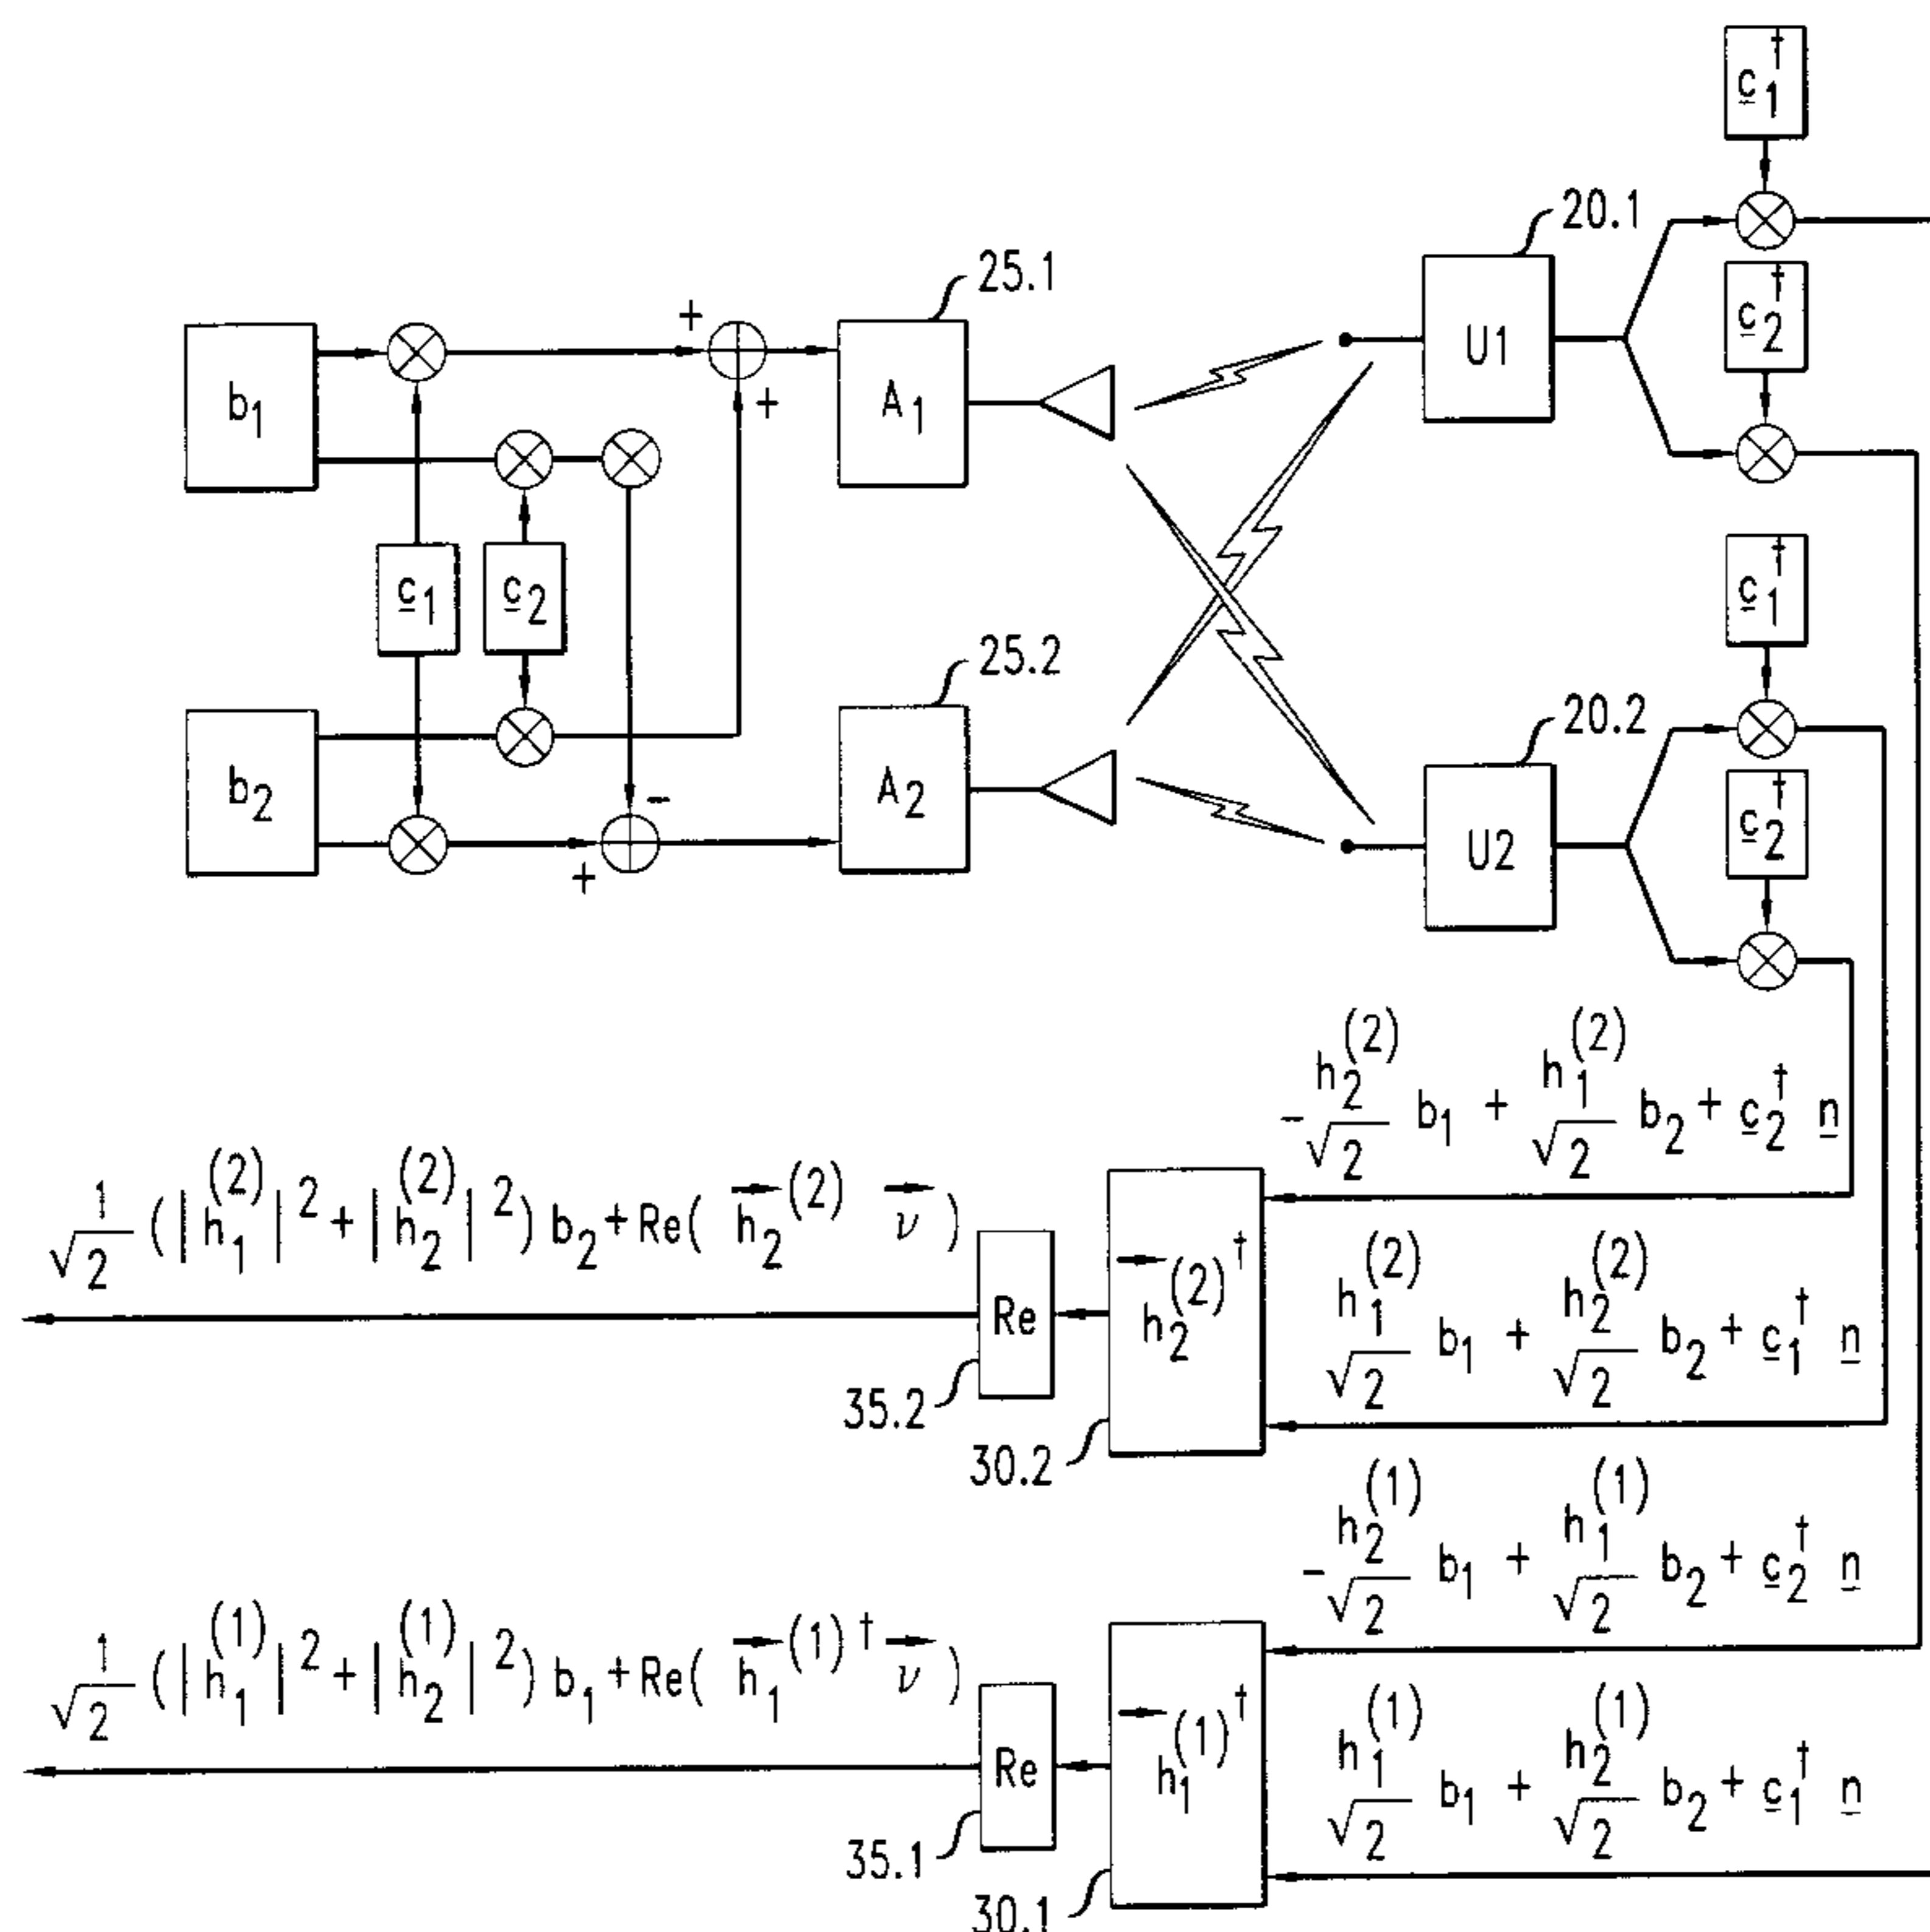 c₁†
20.1
25.1
c₂†
U1
b₁
+
+
A₁
c₁
c₂
c₁†
25.2
20.2
b₂
A₂
c₂†
U2
-
+
-h₂⁽²⁾/√2 b₁ + h₁⁽²⁾/√2 b₂ + c₂† n
1/√2 (|h₁⁽²⁾|² + |h₂⁽²⁾|²) b₂ + Re( h₂⁽²⁾ ν )
Re
h₂⁽²⁾†
h₁⁽²⁾/√2 b₁ + h₂⁽²⁾/√2 b₂ + c₁† n
35.2
30.2
-h₂⁽¹⁾/√2 b₁ + h₁⁽¹⁾/√2 b₂ + c₂† n
1/√2 (|h₁⁽¹⁾|² + |h₂⁽¹⁾|²) b₁ + Re( h₁⁽¹⁾† ν )
Re
h₁⁽¹⁾†
h₁⁽¹⁾/√2 b₁ + h₂⁽¹⁾/√2 b₂ + c₁† n
35.1
30.1